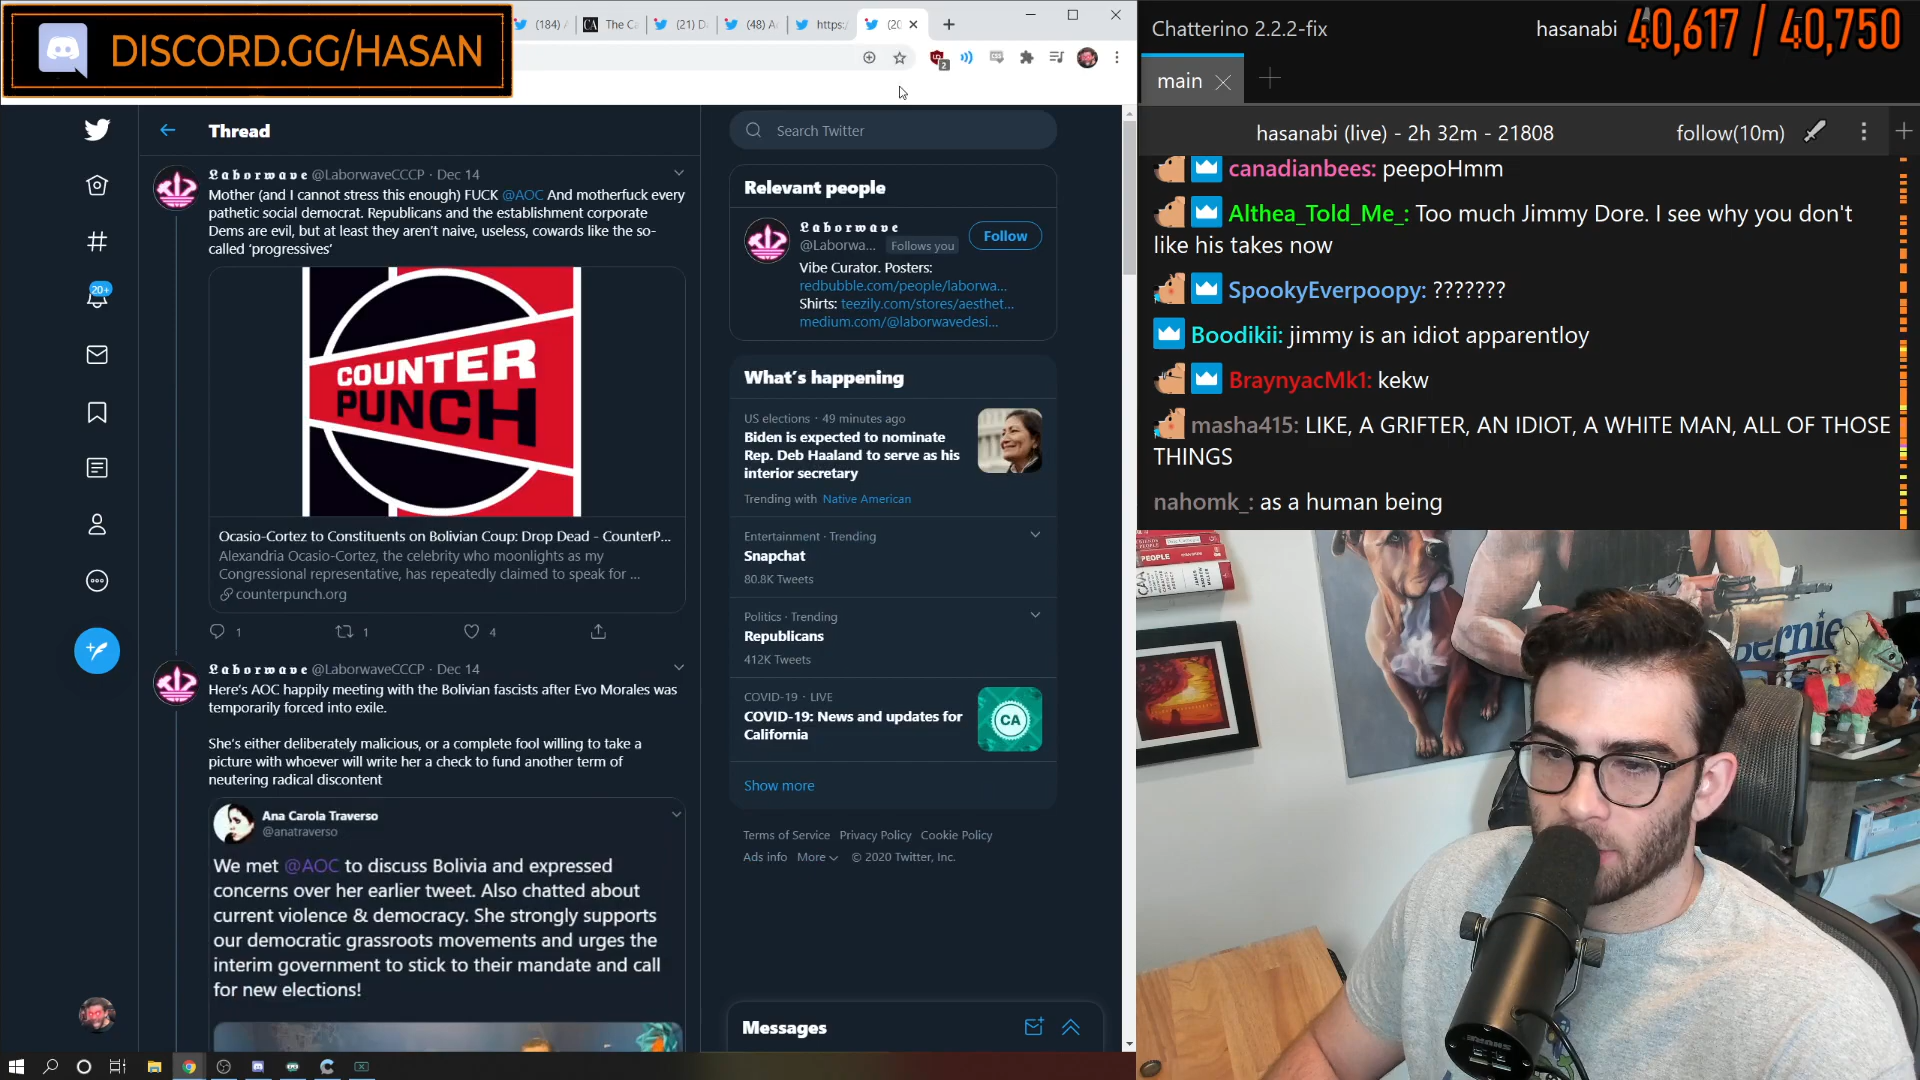 DISCORD.GG/HASAN
(184)
The C
(21) D
(48) A
https:/
(20
2
Thread
Laborwave @LaborwaveCCCP · Dec 14
Mother (and I cannot stress this enough) FUCK @AOC And motherfuck every
pathetic social democrat. Republicans and the establishment corporate
Dems are evil, but at least they aren't naive, useless, cowards like the so-
called 'progressives'
COUNTER
PUNCH
Ocasio-Cortez to Constituents on Bolivian Coup: Drop Dead - CounterP...
Alexandria Ocasio-Cortez, the celebrity who moonlights as my
Congressional representative, has repeatedly claimed to speak for ...
counterpunch.org
1
1
4
Laborwave @LaborwaveCCCP · Dec 14
Here's AOC happily meeting with the Bolivian fascists after Evo Morales was
temporarily forced into exile.
She's either deliberately malicious, or a complete fool willing to take a
picture with whoever will write her a check to fund another term of
neutering radical discontent
Ana Carola Traverso
@anatraverso
We met @AOC to discuss Bolivia and expressed
concerns over her earlier tweet. Also chatted about
current violence & democracy. She strongly supports
our democratic grassroots movements and urges the
interim government to stick to their mandate and call
for new elections!
20+
Search Twitter
Relevant people
Laborwave
@Laborwa... Follows you
Follow
Vibe Curator. Posters:
redbubble.com/people/laborwa...
Shirts: teezily.com/stores/aesthet...
medium.com/@laborwavedesi...
What's happening
US elections · 49 minutes ago
Biden is expected to nominate
Rep. Deb Haaland to serve as his
interior secretary
Trending with Native American
Entertainment · Trending
Snapchat
80.8K Tweets
Politics · Trending
Republicans
412K Tweets
COVID-19 · LIVE
COVID-19: News and updates for
California
CA
Show more
Terms of Service Privacy Policy Cookie Policy
Ads info More © 2020 Twitter, Inc.
Messages
Chatterino 2.2.2-fix
hasanabi
40,617 / 40,750
main
hasanabi (live) - 2h 32m - 21808
follow(10m)
canadianbees: peepoHmm
Althea_Told_Me_: Too much Jimmy Dore. I see why you don't
like his takes now
SpookyEverpoopy: ???????
Boodikii: jimmy is an idiot apparentloy
BraynyacMk1: kekw
masha415: LIKE, A GRIFTER, AN IDIOT, A WHITE MAN, ALL OF THOSE
THINGS
nahomk_: as a human being
PEOPLE
CAA
Bernie
SHURE